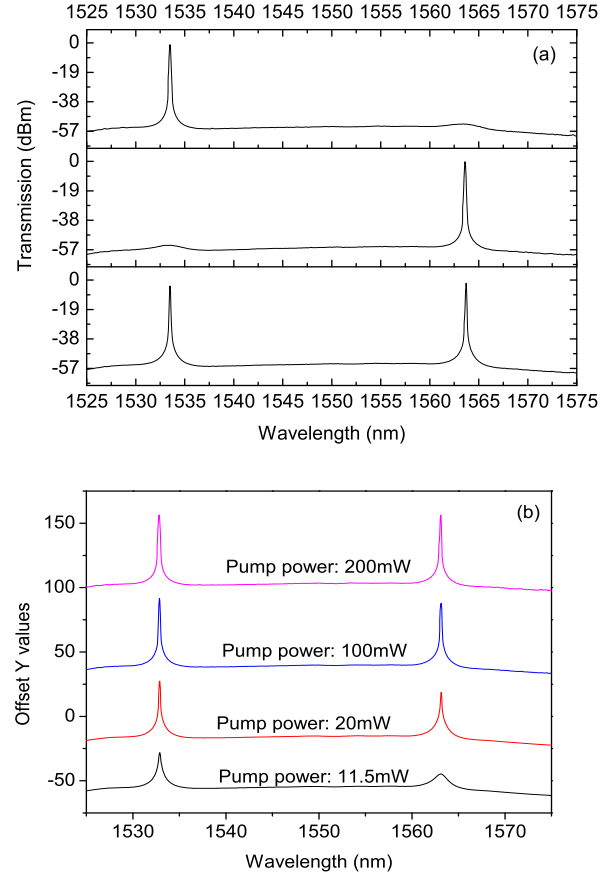 1525 1530 1535 1540 1545 1550 1555 1560 1565 1570 1575
(a)
0
-19
-38
-57
0
-19
-38
-57
0
-19
-38
-57
Transmission (dBm)
1525 1530 1535 1540 1545 1550 1555 1560 1565 1570 1575
Wavelength (nm)
(b)
150
100
50
0
-50
Offset Y values
Pump power: 200mW
Pump power: 100mW
Pump power: 20mW
Pump power: 11.5mW
1530 1540 1550 1560 1570
Wavelength (nm)